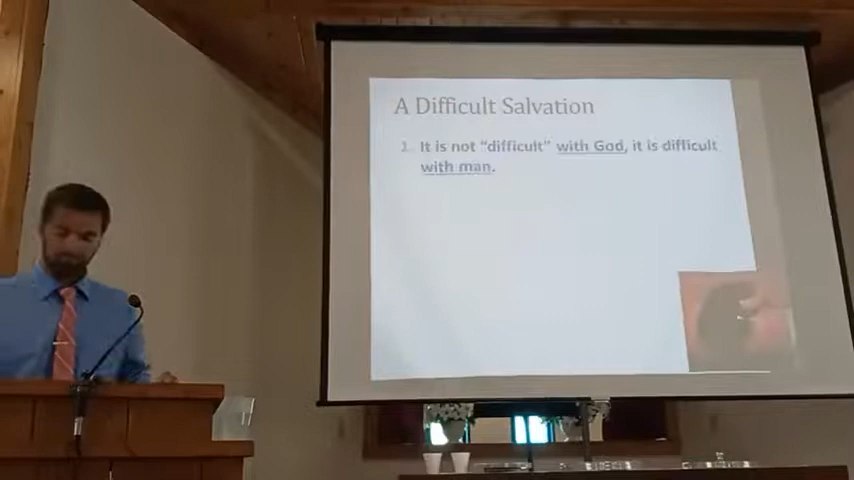 A Difficult Salvation
1. It is not “difficult” with God, it is difficult
with man.